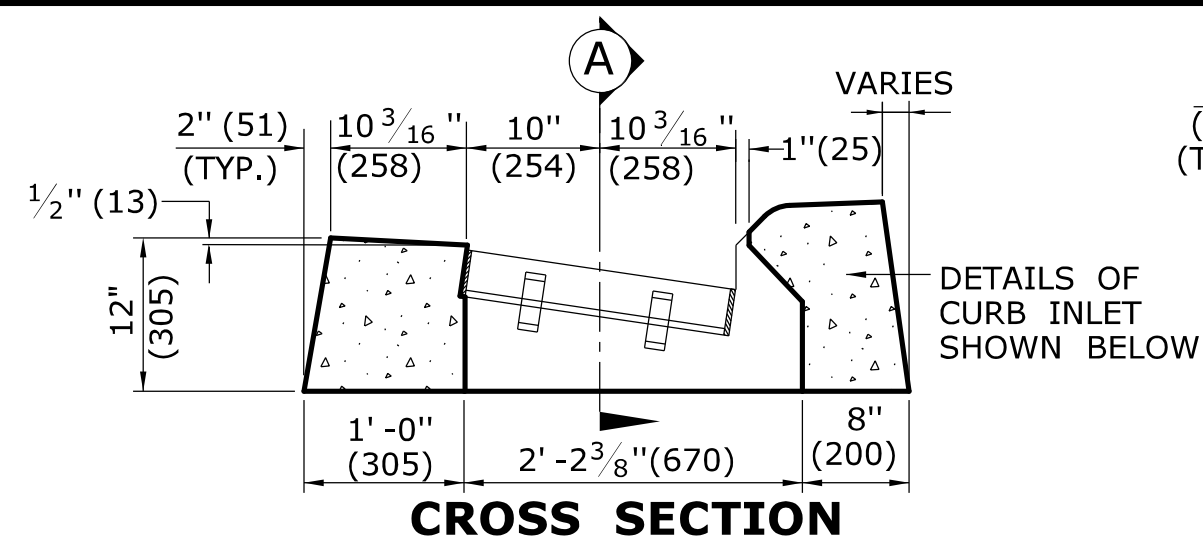 A
VARIES
2" (51)
(TYP.)
10 3/16 "
(258)
10"
(254)
10 3/16 "
(258)
1"(25)
(
(T
1/2" (13)
12"
(305)
DETAILS OF
CURB INLET
SHOWN BELOW
1' -0"
(305)
2' -2 3/8"(670)
8"
(200)
CROSS SECTION